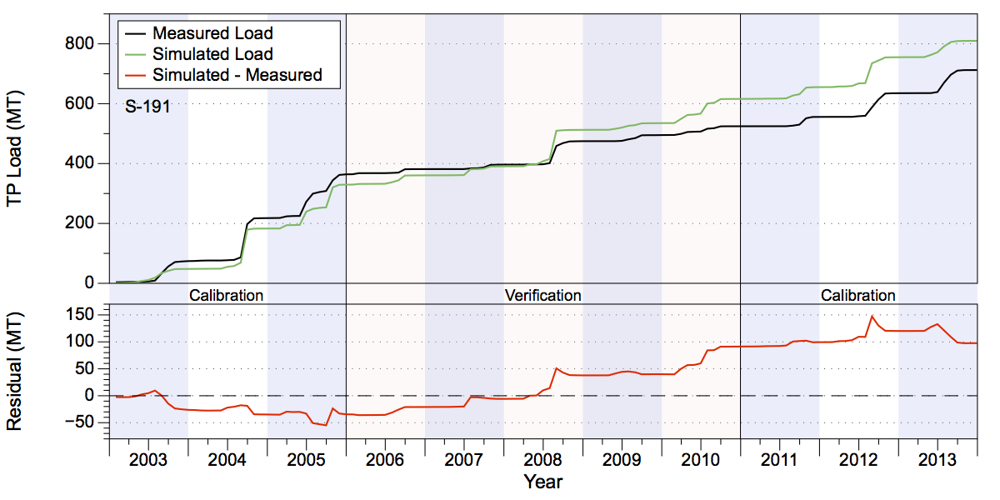 Measured Load
Simulated Load
Simulated - Measured
S-191
TP Load (MT)
800
600
400
200
0
Calibration Verification Calibration
Residual (MT)
150
100
50
0
−50
2003 2004 2005 2006 2007 2008 2009 2010 2011 2012 2013
Year